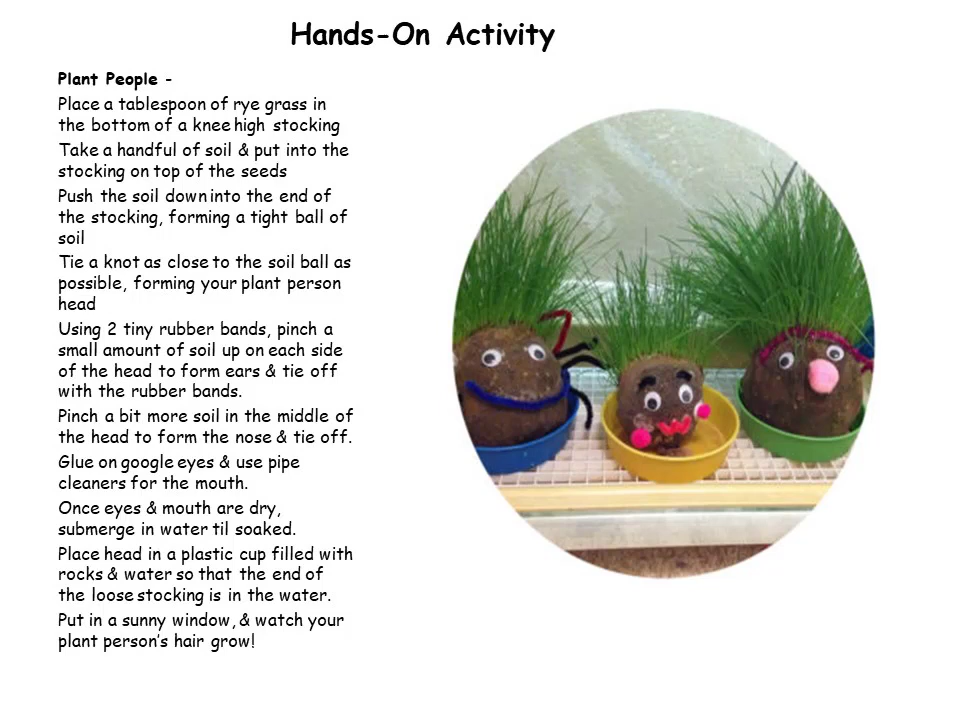 Hands-On Activity
Plant People -
Place a tablespoon of rye grass in
the bottom of a knee high stocking
Take a handful of soil & put into the
stocking on top of the seeds
Push the soil down into the end of
the stocking, forming a tight ball of
soil
Tie a knot as close to the soil ball as
possible, forming your plant person
head
Using 2 tiny rubber bands, pinch a
small amount of soil up on each side
of the head to form ears & tie off
with the rubber bands.
Pinch a bit more soil in the middle of
the head to form the nose & tie off.
Glue on google eyes & use pipe
cleaners for the mouth.
Once eyes & mouth are dry,
submerge in water til soaked.
Place head in a plastic cup filled with
rocks & water so that the end of
the loose stocking is in the water.
Put in a sunny window, & watch your
plant person's hair grow!